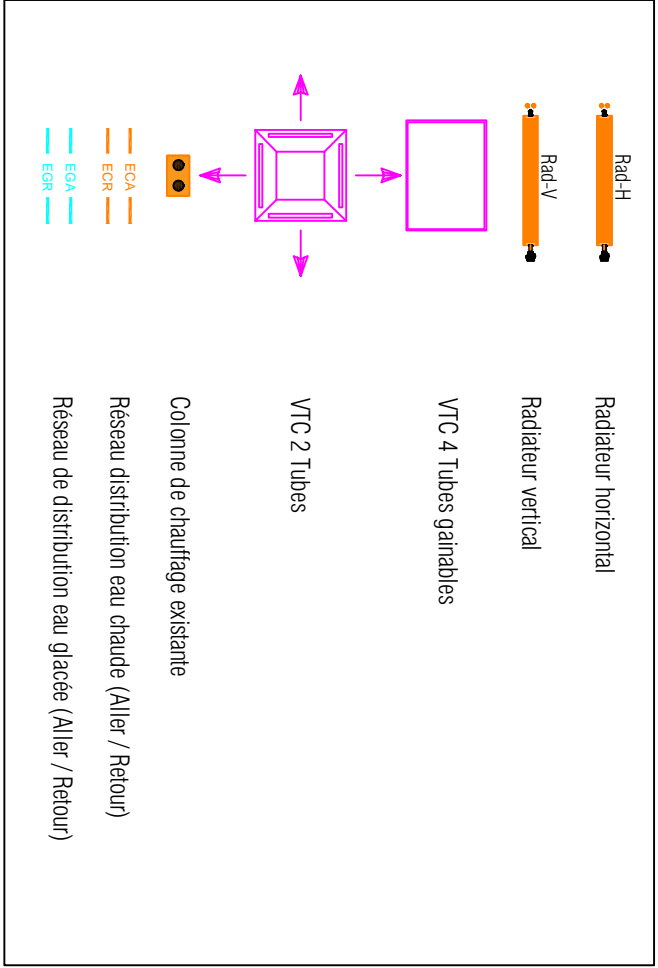 Rad-H
Radiateur horizontal
Rad-V
Radiateur vertical
VTC 4 Tubes gainables
VTC 2 Tubes
Colonne de chauffage existante
ECA
ECR
Réseau distribution eau chaude (Aller / Retour)
EGA
EGR
Réseau de distribution eau glacée (Aller / Retour)